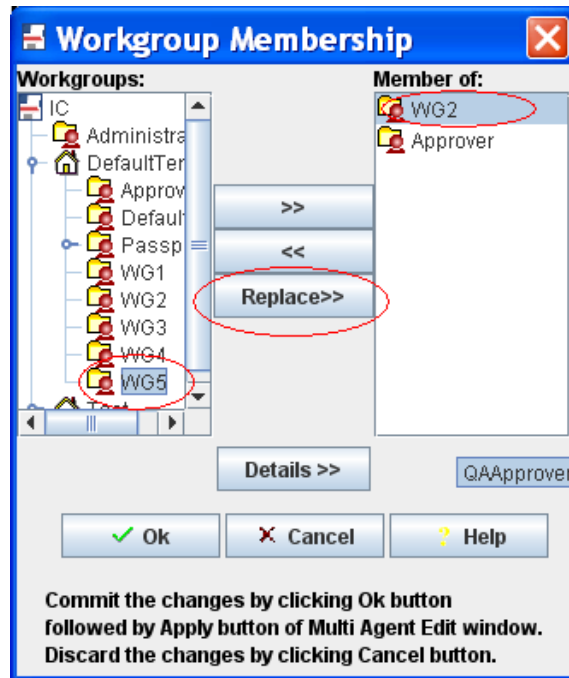 Workgroup Membership
Workgroups:
Member of:
IC
Administra
DefaultTer
Approv
Default
Passp
WG1
WG2
WG3
WG4
WG5
Test
>>
<<
Replace>>
WG2
Approver
Details >>
QAApprover
Ok
Cancel
? Help
Commit the changes by clicking Ok button
followed by Apply button of Multi Agent Edit window.
Discard the changes by clicking Cancel button.